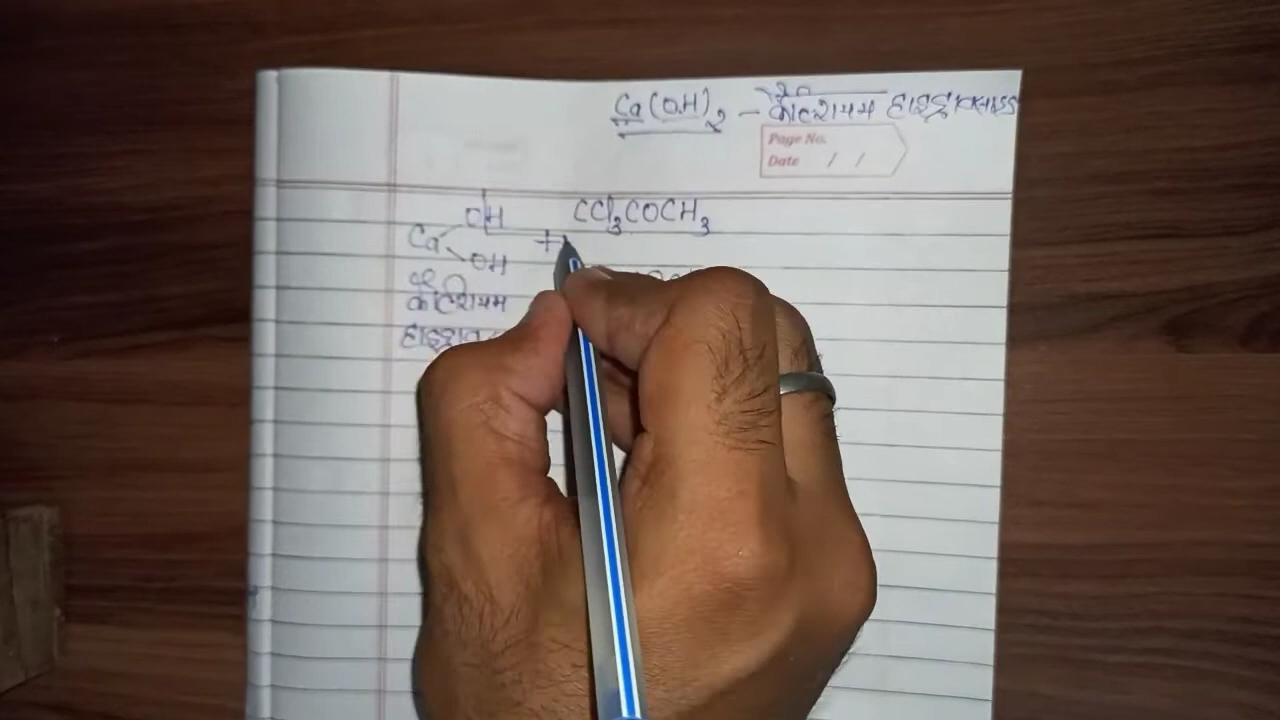 Ca(OH)2 - कैल्शियम हाइड्रोक्साइड
Page No.
Date / /
OH CCl3COCH3
Ca +
OH
कैल्शियम